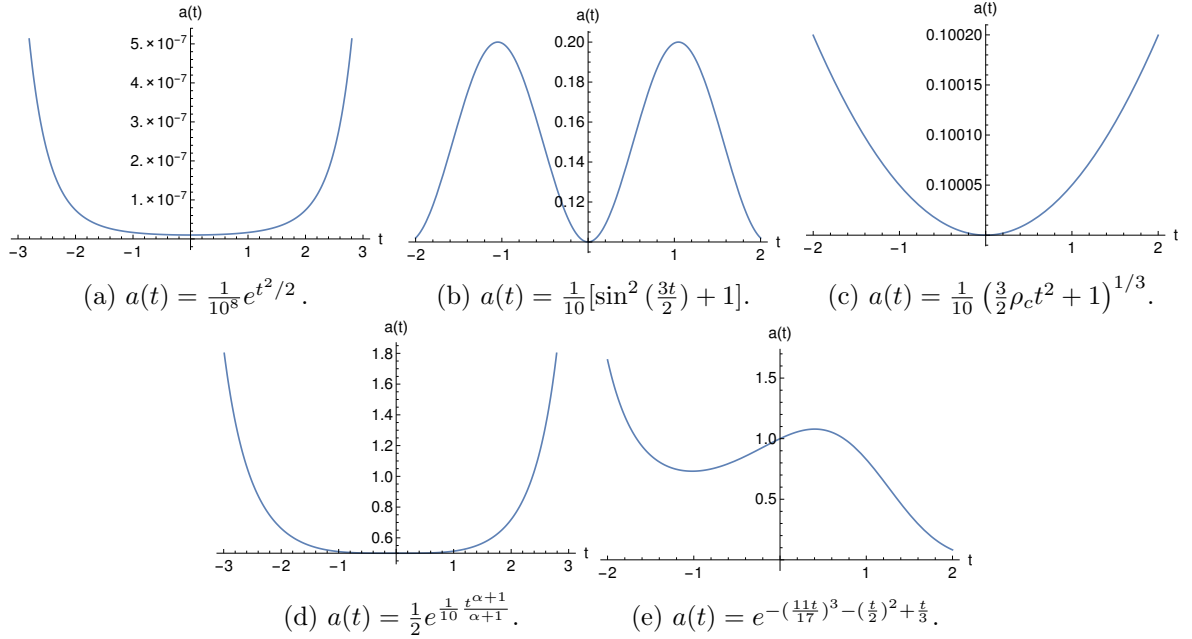 a(t) a(t) a(t)
5.×10⁻⁷ 0.20 0.10020
4.×10⁻⁷ 0.18 0.10015
3.×10⁻⁷ 0.16 0.10010
2.×10⁻⁷ 0.14 0.10005
1.×10⁻⁷ 0.12
−3 −2 −1 1 2 3 t −2 −1 1 2 t −2 −1 1 2 t
(a) a(t) = 1/10⁸ e^{t²/2}. (b) a(t) = 1/10 [sin² (3t/2) + 1]. (c) a(t) = 1/10 (3/2 ρ_c t² + 1)^{1/3}.
a(t) a(t)
1.8 1.5
1.6 1.0
1.4 0.5
1.2
1.0
0.8
0.6
−3 −2 −1 1 2 3 t −2 −1 1 2 t
(d) a(t) = 1/2 e^{1/10 t^{α+1}/α+1}. (e) a(t) = e^{−(11t/17)³−(t/2)²+t/3}.